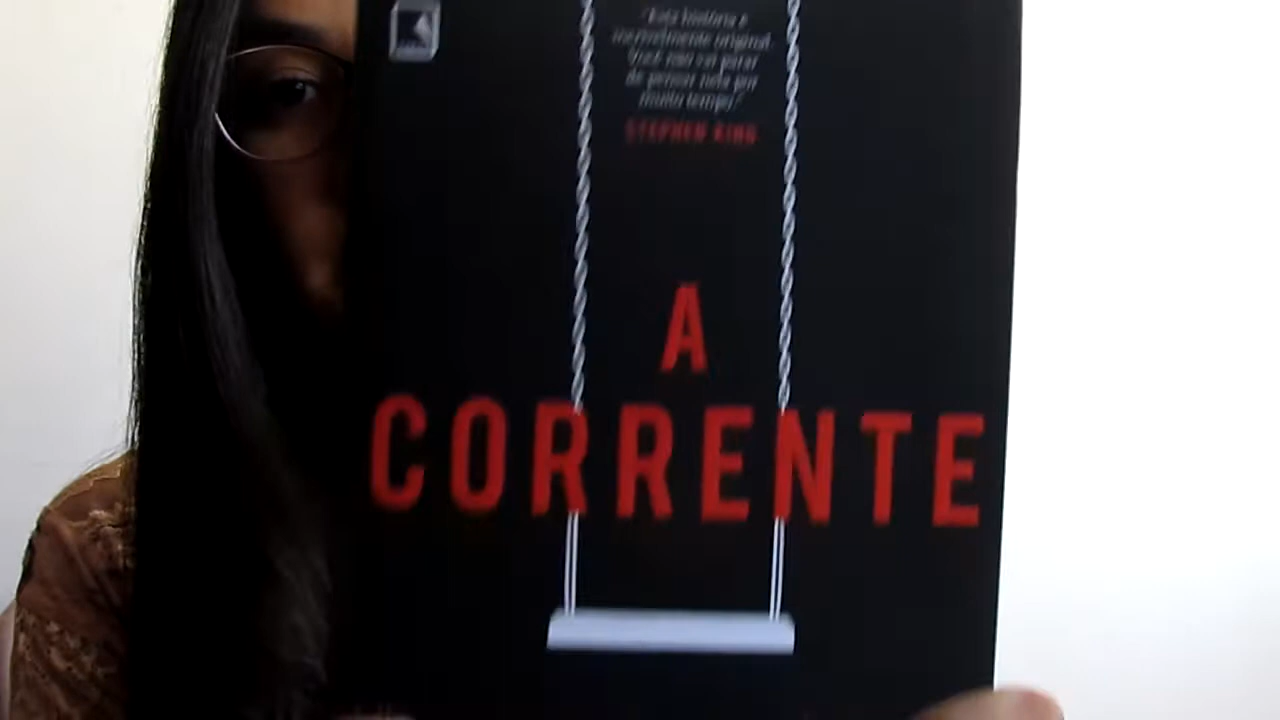 "Esta história é
incrivelmente original.
Você não vai parar
de pensar nela por
muito tempo."
STEPHEN KING
A
CORRENTE